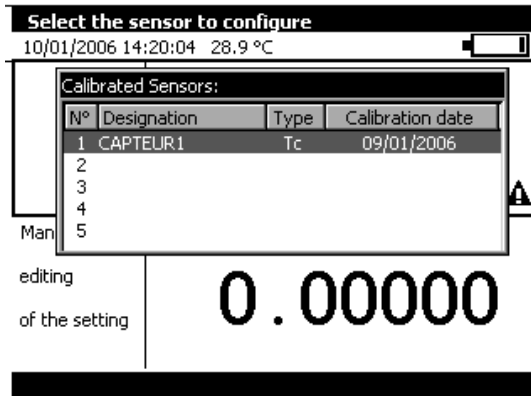 Select the sensor to configure
10/01/2006 14:20:04 28.9 °C
Calibrated Sensors:
N° Designation Type Calibration date
1 CAPTEUR1 Tc 09/01/2006
2
3
4
5
Man
editing
of the setting
0.00000